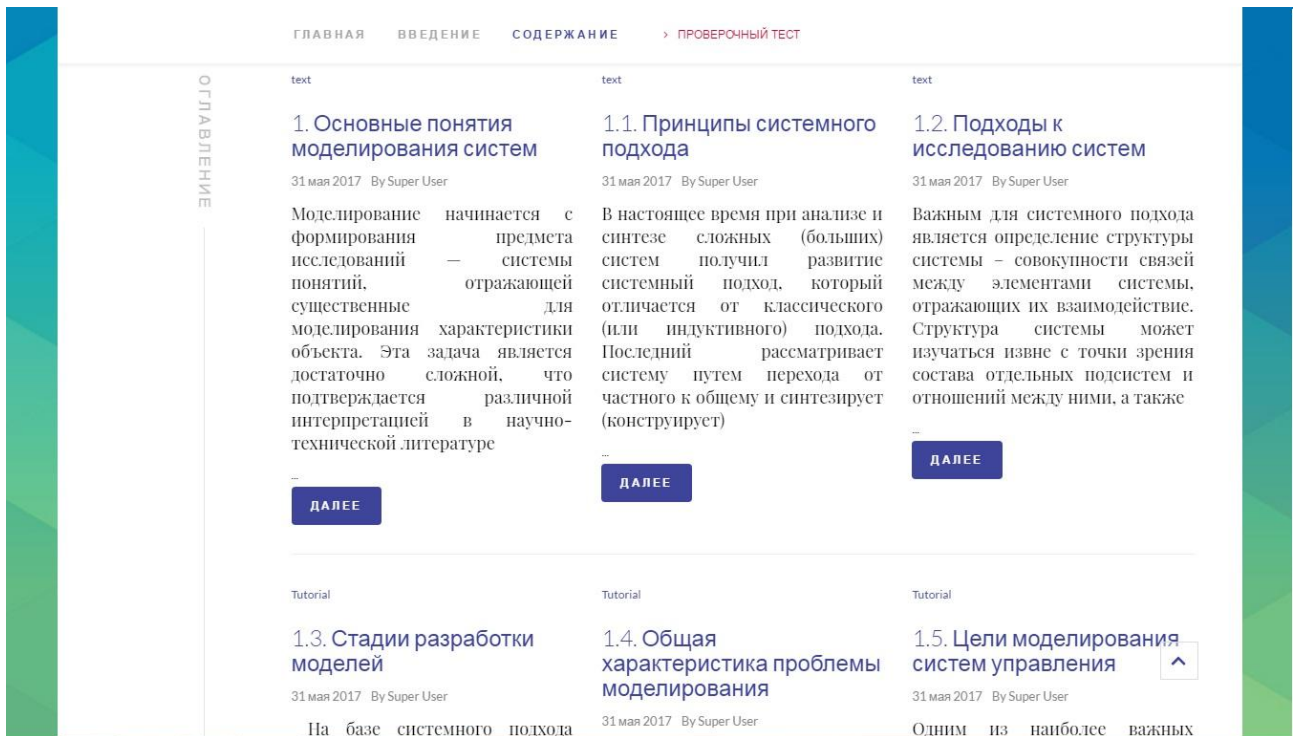 ГЛАВНАЯ ВВЕДЕНИЕ СОДЕРЖАНИЕ › ПРОВЕРОЧНЫЙ ТЕСТ
ОГЛАВЛЕНИЕ
text
1. Основные понятия
моделирования систем
31 мая 2017 By Super User
Моделирование начинается с
формирования предмета
исследований — системы
понятий, отражающей
существенные для
моделирования характеристики
объекта. Эта задача является
достаточно сложной, что
подтверждается различной
интерпретацией в научно-
технической литературе
...
ДАЛЕЕ
text
1.1. Принципы системного
подхода
31 мая 2017 By Super User
В настоящее время при анализе и
синтезе сложных (больших)
систем получил развитие
системный подход, который
отличается от классического
(или индуктивного) подхода.
Последний рассматривает
систему путем перехода от
частного к общему и синтезирует
(конструирует)
...
ДАЛЕЕ
text
1.2. Подходы к
исследованию систем
31 мая 2017 By Super User
Важным для системного подхода
является определение структуры
системы – совокупности связей
между элементами системы,
отражающих их взаимодействие.
Структура системы может
изучаться извне с точки зрения
состава отдельных подсистем и
отношений между ними, а также
...
ДАЛЕЕ
Tutorial
1.3. Стадии разработки
моделей
31 мая 2017 By Super User
На базе системного подхода
Tutorial
1.4. Общая
характеристика проблемы
моделирования
31 мая 2017 By Super User
Tutorial
1.5. Цели моделирования
систем управления
31 мая 2017 By Super User
Одним из наиболее важных